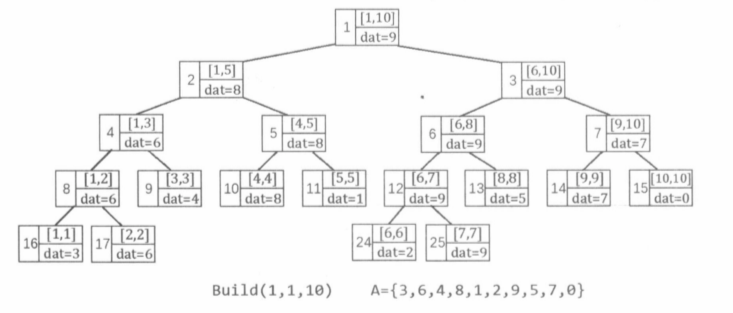 1 [1,10] dat=9
2 [1,5] dat=8
3 [6,10] dat=9
4 [1,3] dat=6
5 [4,5] dat=8
6 [6,8] dat=9
7 [9,10] dat=7
8 [1,2] dat=6
9 [3,3] dat=4
10 [4,4] dat=8
11 [5,5] dat=1
12 [6,7] dat=9
13 [8,8] dat=5
14 [9,9] dat=7
15 [10,10] dat=0
16 [1,1] dat=3
17 [2,2] dat=6
24 [6,6] dat=2
25 [7,7] dat=9
Build(1,1,10) A={3,6,4,8,1,2,9,5,7,0}